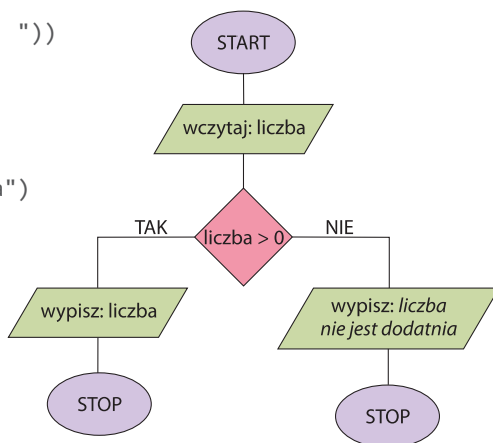 "))
START
wczytaj: liczba
")
TAK
liczba > 0
NIE
wypisz: liczba
wypisz: liczba
nie jest dodatnia
STOP
STOP